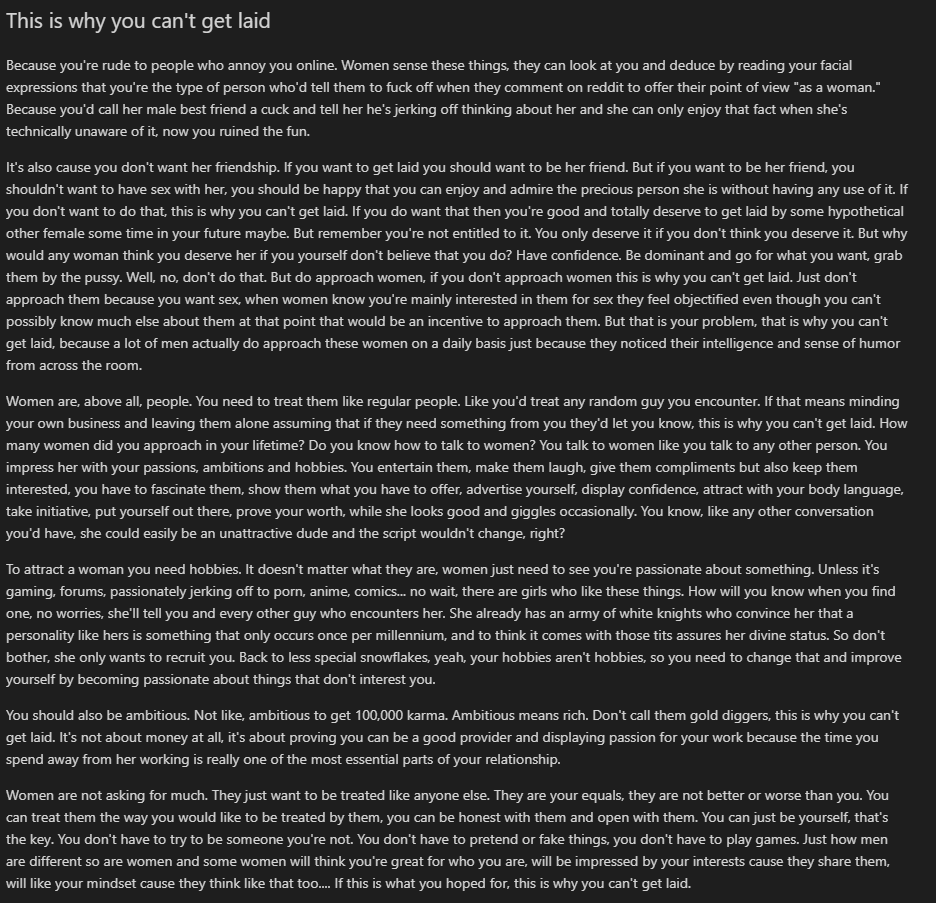 This is why you can't get laid
Because you're rude to people who annoy you online. Women sense these things, they can look at you and deduce by reading your facial
expressions that you're the type of person who'd tell them to fuck off when they comment on reddit to offer their point of view "as a woman."
Because you'd call her male best friend a cuck and tell her he's jerking off thinking about her and she can only enjoy that fact when she's
technically unaware of it, now you ruined the fun.
It's also cause you don't want her friendship. If you want to get laid you should want to be her friend. But if you want to be her friend, you
shouldn't want to have sex with her, you should be happy that you can enjoy and admire the precious person she is without having any use of it. If
you don't want to do that, this is why you can't get laid. If you do want that then you're good and totally deserve to get laid by some hypothetical
other female some time in your future maybe. But remember you're not entitled to it. You only deserve it if you don't think you deserve it. But why
would any woman think you deserve her if you yourself don't believe that you do? Have confidence. Be dominant and go for what you want, grab
them by the pussy. Well, no, don't do that. But do approach women, if you don't approach women this is why you can't get laid. Just don't
approach them because you want sex, when women know you're mainly interested in them for sex they feel objectified even though you can't
possibly know much else about them at that point that would be an incentive to approach them. But that is your problem, that is why you can't
get laid, because a lot of men actually do approach these women on a daily basis just because they noticed their intelligence and sense of humor
from across the room.
Women are, above all, people. You need to treat them like regular people. Like you'd treat any random guy you encounter. If that means minding
your own business and leaving them alone assuming that if they need something from you they'd let you know, this is why you can't get laid. How
many women did you approach in your lifetime? Do you know how to talk to women? You talk to women like you talk to any other person. You
impress her with your passions, ambitions and hobbies. You entertain them, make them laugh, give them compliments but also keep them
interested, you have to fascinate them, show them what you have to offer, advertise yourself, display confidence, attract with your body language,
take initiative, put yourself out there, prove your worth, while she looks good and giggles occasionally. You know, like any other conversation
you'd have, she could easily be an unattractive dude and the script wouldn't change, right?
To attract a woman you need hobbies. It doesn't matter what they are, women just need to see you're passionate about something. Unless it's
gaming, forums, passionately jerking off to porn, anime, comics... no wait, there are girls who like these things. How will you know when you find
one, no worries, she'll tell you and every other guy who encounters her. She already has an army of white knights who convince her that a
personality like hers is something that only occurs once per millennium, and to think it comes with those tits assures her divine status. So don't
bother, she only wants to recruit you. Back to less special snowflakes, yeah, your hobbies aren't hobbies, so you need to change that and improve
yourself by becoming passionate about things that don't interest you.
You should also be ambitious. Not like, ambitious to get 100,000 karma. Ambitious means rich. Don't call them gold diggers, this is why you can't
get laid. It's not about money at all, it's about proving you can be a good provider and displaying passion for your work because the time you
spend away from her working is really one of the most essential parts of your relationship.
Women are not asking for much. They just want to be treated like anyone else. They are your equals, they are not better or worse than you. You
can treat them the way you would like to be treated by them, you can be honest with them and open with them. You can just be yourself, that's
the key. You don't have to try to be someone you're not. You don't have to pretend or fake things, you don't have to play games. Just how men
are different so are women and some women will think you're great for who you are, will be impressed by your interests cause they share them,
will like your mindset cause they think like that too.... If this is what you hoped for, this is why you can't get laid.